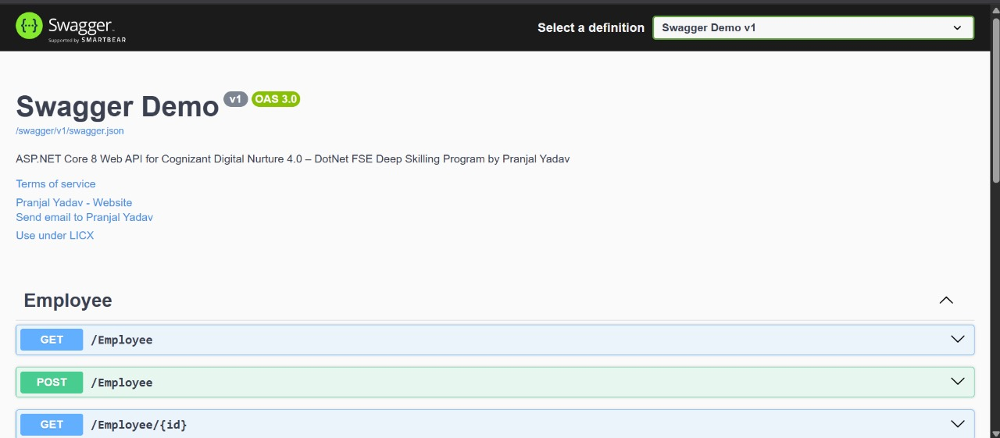 {···} Swagger™
Supported by SMARTBEAR
Select a definition
Swagger Demo v1
Swagger Demo v1 OAS 3.0
/swagger/v1/swagger.json
ASP.NET Core 8 Web API for Cognizant Digital Nurture 4.0 – DotNet FSE Deep Skilling Program by Pranjal Yadav
Terms of service
Pranjal Yadav - Website
Send email to Pranjal Yadav
Use under LICX
Employee
GET /Employee
POST /Employee
GET /Employee/{id}